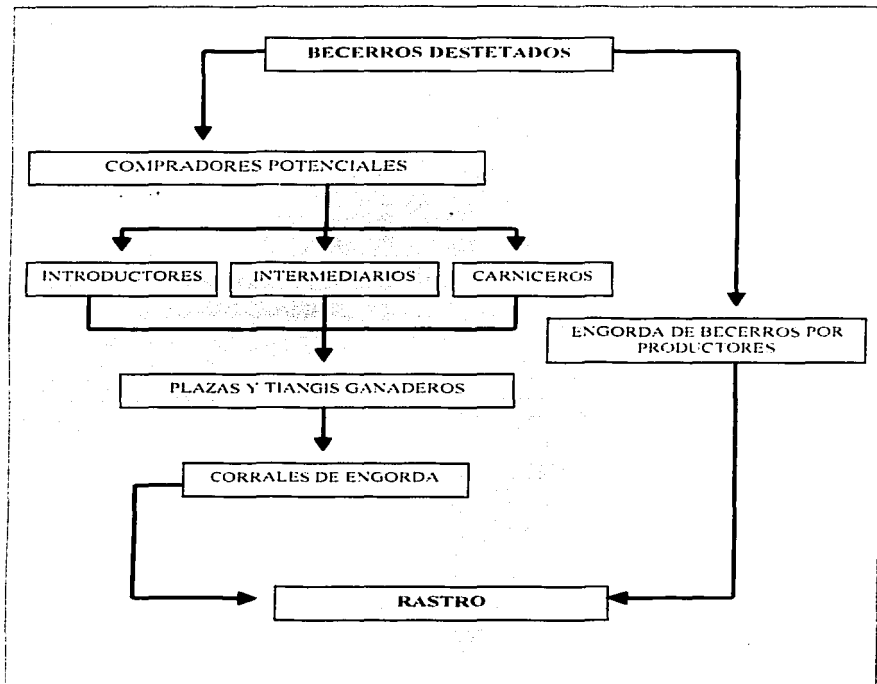 BECERROS DESTETADOS
COMPRADORES POTENCIALES
INTRODUCTORES
INTERMEDIARIOS
CARNICEROS
ENGORDA DE BECERROS POR
PRODUCTORES
PLAZAS Y TIANGIS GANADEROS
CORRALES DE ENGORDA
RASTRO